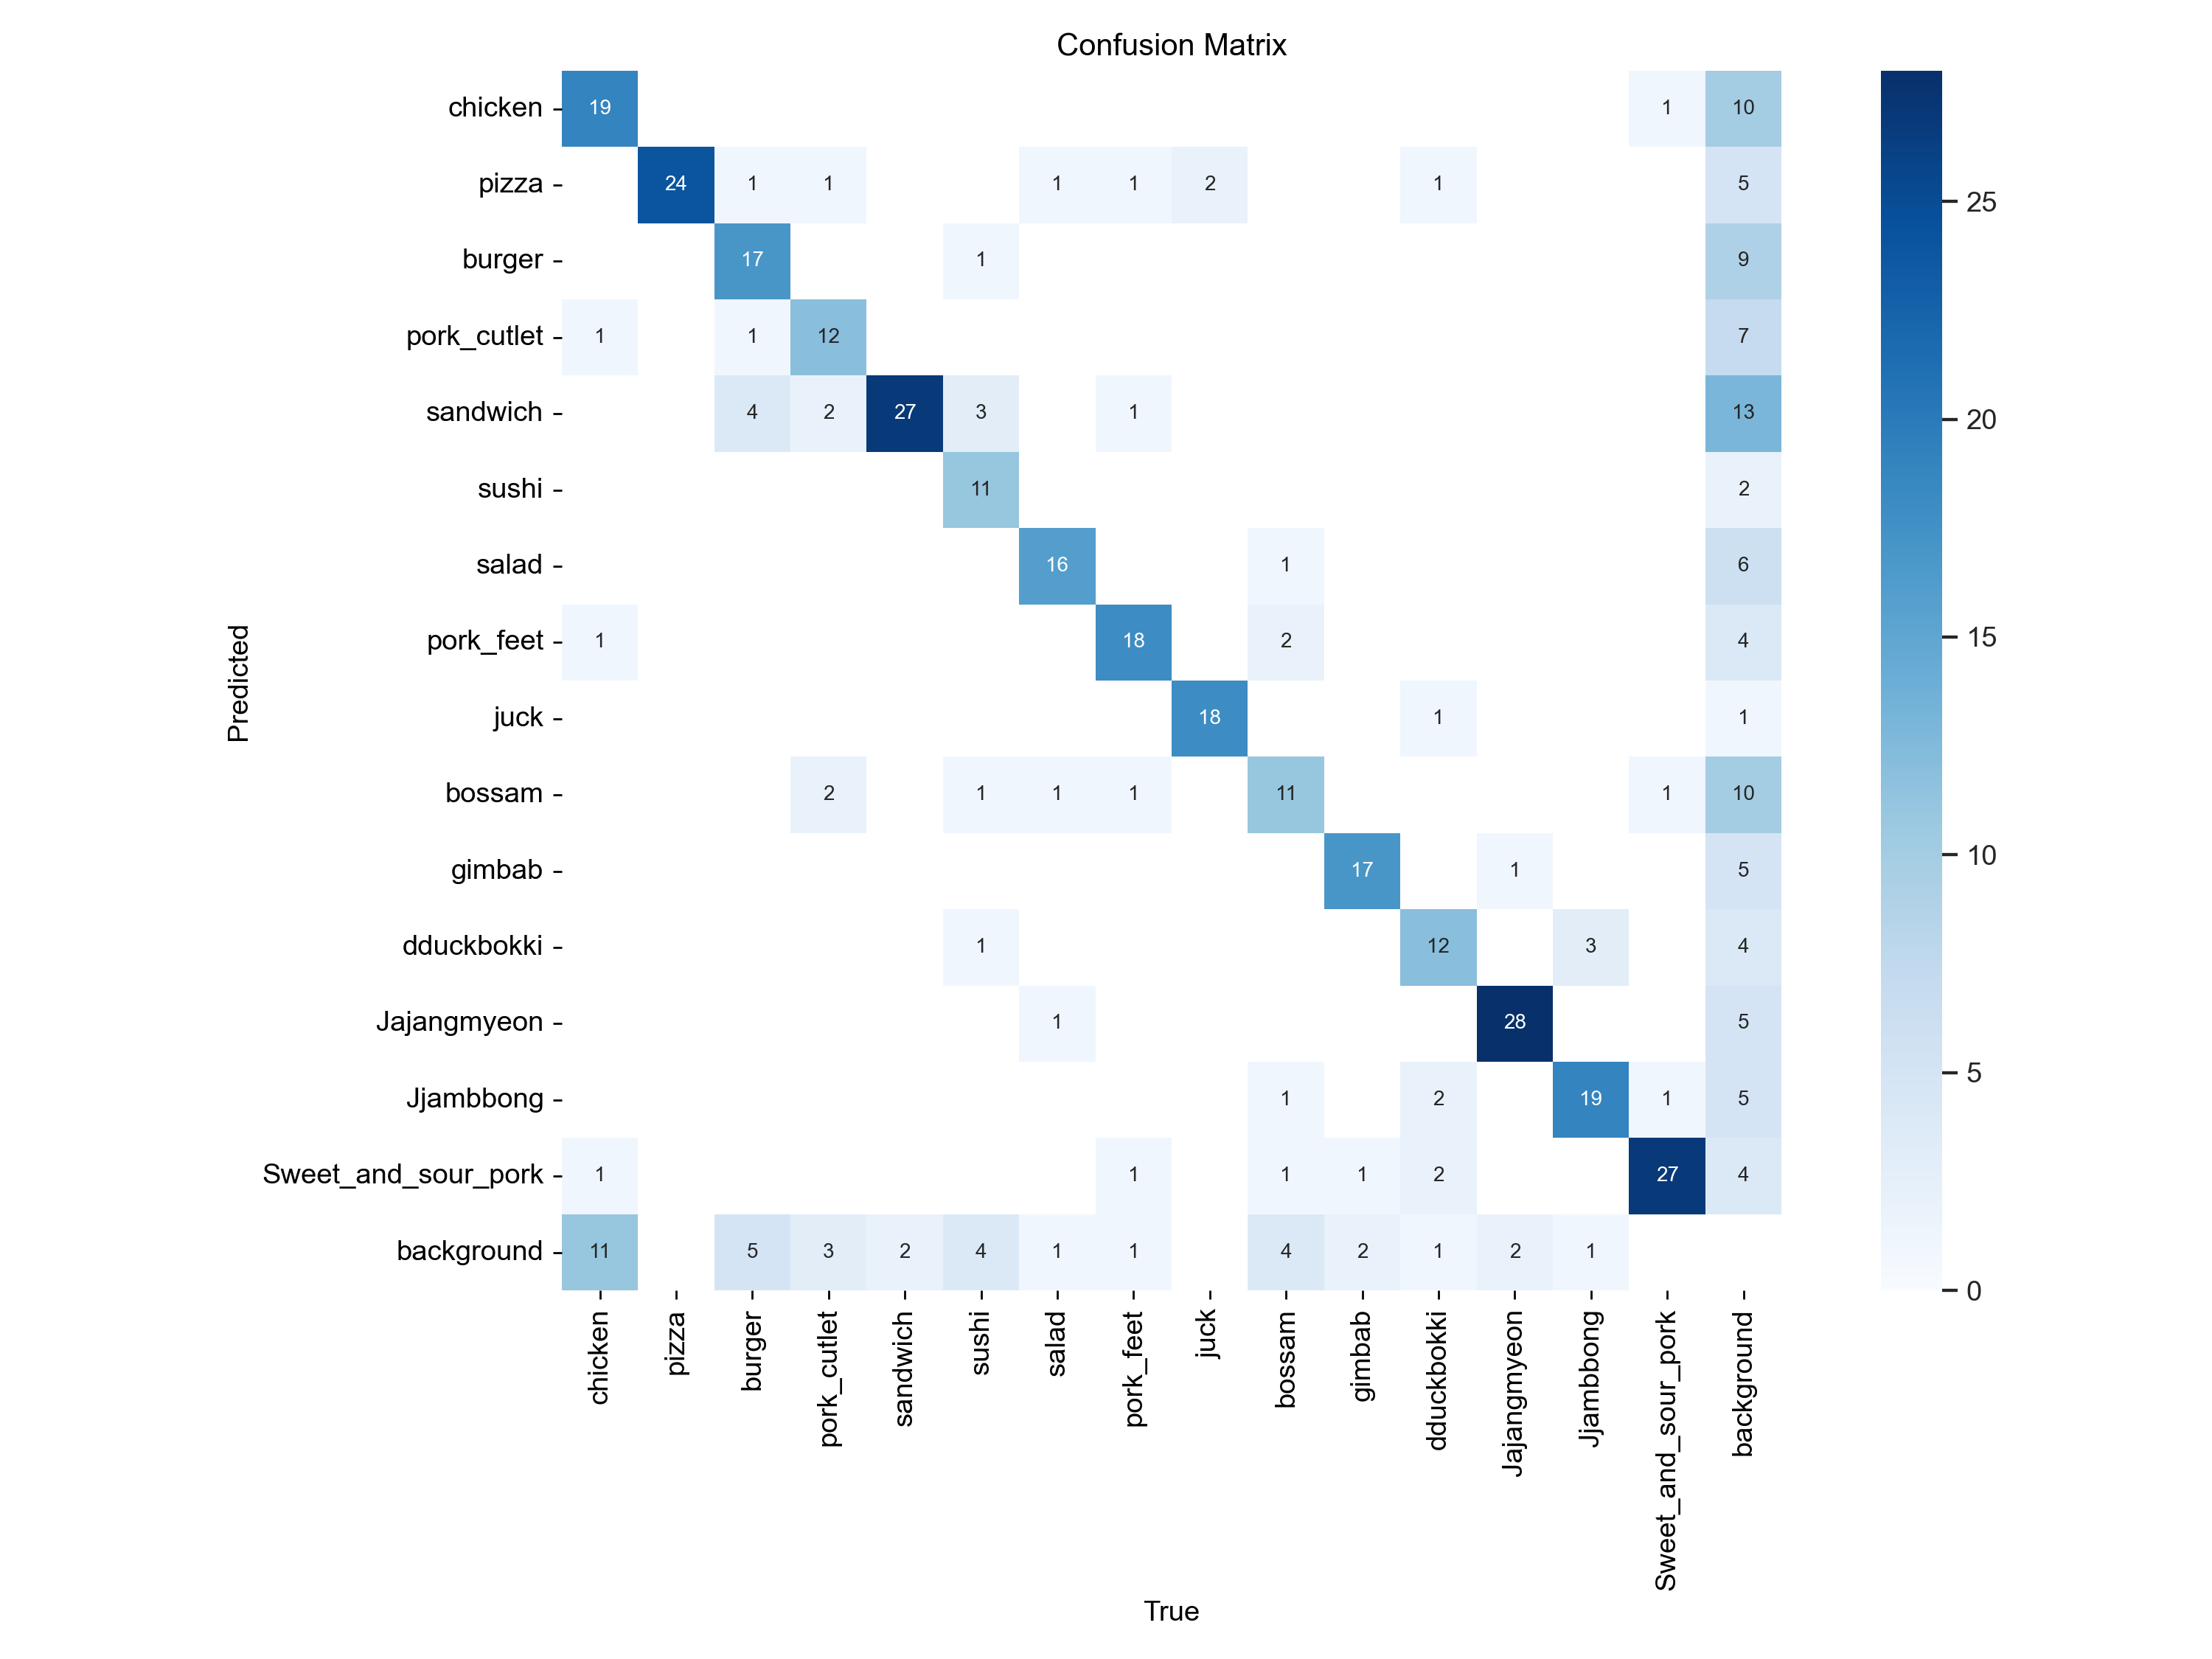 Confusion Matrix
Predicted
chicken 19 1 10
pizza 24 1 1 1 1 2 1 5
burger 17 1 9
pork_cutlet 1 1 12 7
sandwich 4 2 27 3 1 13
sushi 11 2
salad 16 1 6
pork_feet 1 18 2 4
juck 18 1 1
bossam 2 1 1 1 11 1 10
gimbab 17 1 5
dduckbokki 1 12 3 4
Jajangmyeon 1 28 5
Jjambbong 1 2 19 1 5
Sweet_and_sour_pork 1 1 1 1 2 27 4
background 11 5 3 2 4 1 1 4 2 1 2 1
chicken pizza burger pork_cutlet sandwich sushi salad pork_feet juck bossam gimbab dduckbokki Jajangmyeon Jjambbong Sweet_and_sour_pork background
True
25
20
15
10
5
0